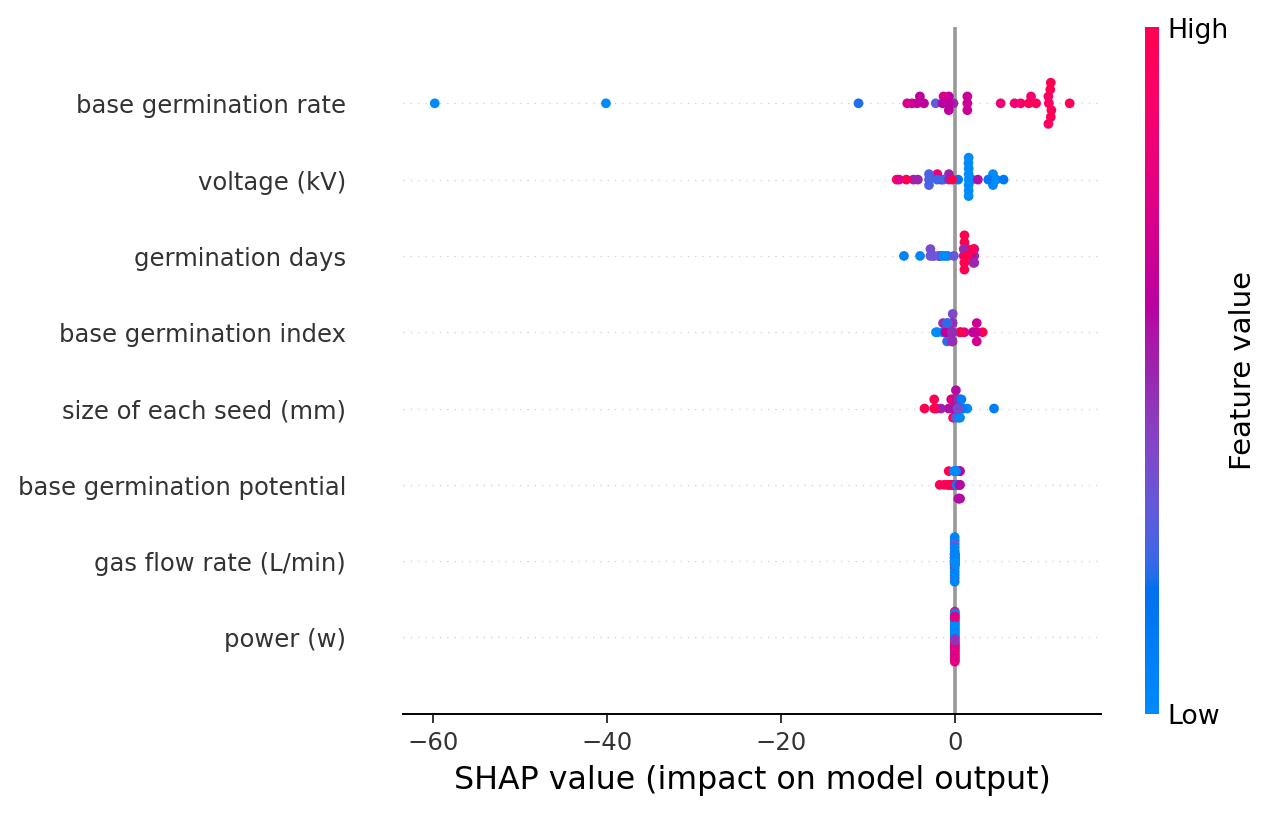 High
base germination rate
voltage (kV)
germination days
base germination index
size of each seed (mm)
base germination potential
gas flow rate (L/min)
power (w)
Feature value
Low
−60
−40
−20
0
SHAP value (impact on model output)